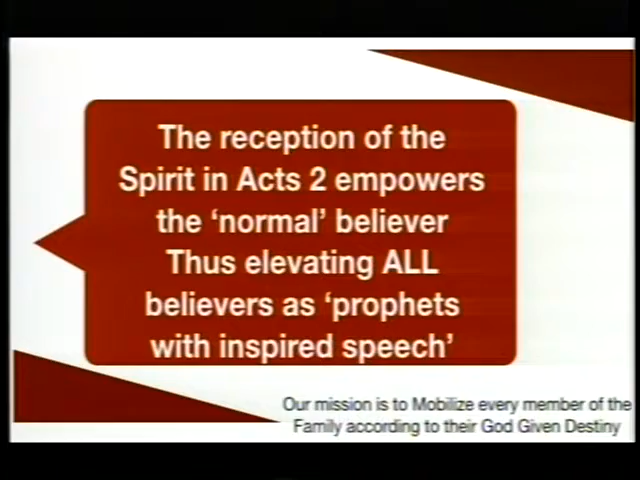 The reception of the
Spirit in Acts 2 empowers
the ‘normal’ believer
Thus elevating ALL
believers as ‘prophets
with inspired speech’
Our mission is to Mobilize every member of the
Family according to their God Given Destiny